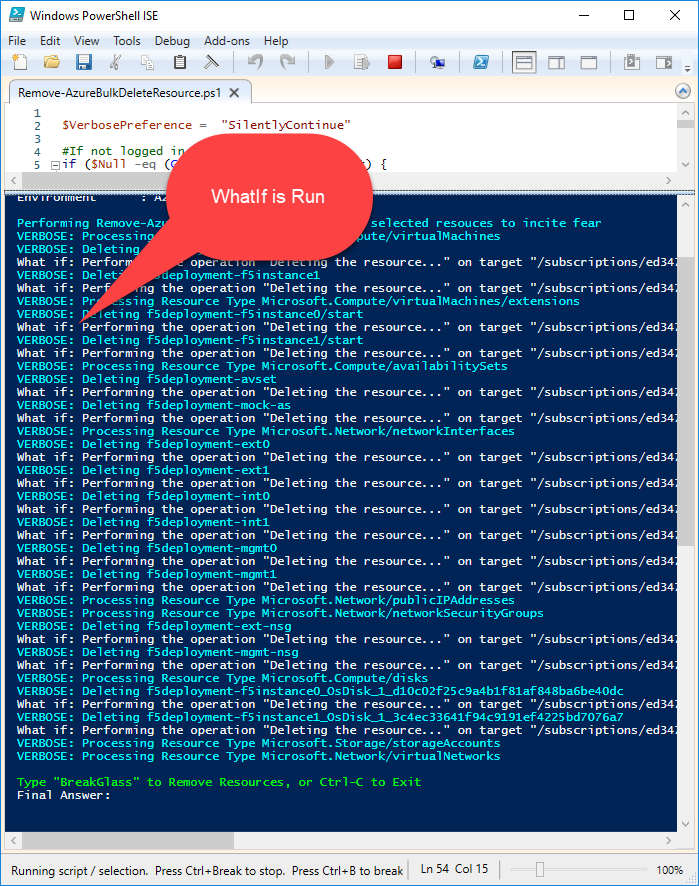 Windows PowerShell ISE
File Edit View Tools Debug Add-ons Help
Remove-AzureBulkDeleteResource.ps1
1
2 $VerbosePreference = "SilentlyContinue"
3
4 #If not logged in
5 if ($Null -eq ( ) {
WhatIf is Run
Environment : Az
Performing Remove-Az selected resouces to incite fear
VERBOSE: Processing pute/virtualMachines
VERBOSE: Deleting
What if: Performing the operation "Deleting the resource..." on target "/subscriptions/ed347
VERBOSE: Deleting f5deployment-f5instance1
What if: Performing the operation "Deleting the resource..." on target "/subscriptions/ed347
VERBOSE: Processing Resource Type Microsoft.Compute/virtualMachines/extensions
VERBOSE: Deleting f5deployment-f5instance0/start
What if: Performing the operation "Deleting the resource..." on target "/subscriptions/ed347
VERBOSE: Deleting f5deployment-f5instance1/start
What if: Performing the operation "Deleting the resource..." on target "/subscriptions/ed347
VERBOSE: Processing Resource Type Microsoft.Compute/availabilitySets
VERBOSE: Deleting f5deployment-avset
What if: Performing the operation "Deleting the resource..." on target "/subscriptions/ed347
VERBOSE: Deleting f5deployment-mock-as
What if: Performing the operation "Deleting the resource..." on target "/subscriptions/ed347
VERBOSE: Processing Resource Type Microsoft.Network/networkInterfaces
VERBOSE: Deleting f5deployment-ext0
What if: Performing the operation "Deleting the resource..." on target "/subscriptions/ed347
VERBOSE: Deleting f5deployment-ext1
What if: Performing the operation "Deleting the resource..." on target "/subscriptions/ed347
VERBOSE: Deleting f5deployment-int0
What if: Performing the operation "Deleting the resource..." on target "/subscriptions/ed347
VERBOSE: Deleting f5deployment-int1
What if: Performing the operation "Deleting the resource..." on target "/subscriptions/ed347
VERBOSE: Deleting f5deployment-mgmt0
What if: Performing the operation "Deleting the resource..." on target "/subscriptions/ed347
VERBOSE: Deleting f5deployment-mgmt1
What if: Performing the operation "Deleting the resource..." on target "/subscriptions/ed347
VERBOSE: Processing Resource Type Microsoft.Network/publicIPAddresses
VERBOSE: Processing Resource Type Microsoft.Network/networkSecurityGroups
VERBOSE: Deleting f5deployment-ext-nsg
What if: Performing the operation "Deleting the resource..." on target "/subscriptions/ed347
VERBOSE: Deleting f5deployment-mgmt-nsg
What if: Performing the operation "Deleting the resource..." on target "/subscriptions/ed347
VERBOSE: Processing Resource Type Microsoft.Compute/disks
VERBOSE: Deleting f5deployment-f5instance0_OsDisk_1_d10c02f25c9a4b1f81af848ba6be40dc
What if: Performing the operation "Deleting the resource..." on target "/subscriptions/ed347
VERBOSE: Deleting f5deployment-f5instance1_OsDisk_1_3c4ec33641f94c9191ef4225bd7076a7
What if: Performing the operation "Deleting the resource..." on target "/subscriptions/ed347
VERBOSE: Processing Resource Type Microsoft.Storage/storageAccounts
VERBOSE: Processing Resource Type Microsoft.Network/virtualNetworks
Type "BreakGlass" to Remove Resources, or Ctrl-C to Exit
Final Answer:
Running script / selection. Press Ctrl+Break to stop. Press Ctrl+B to break Ln 54 Col 15 100%